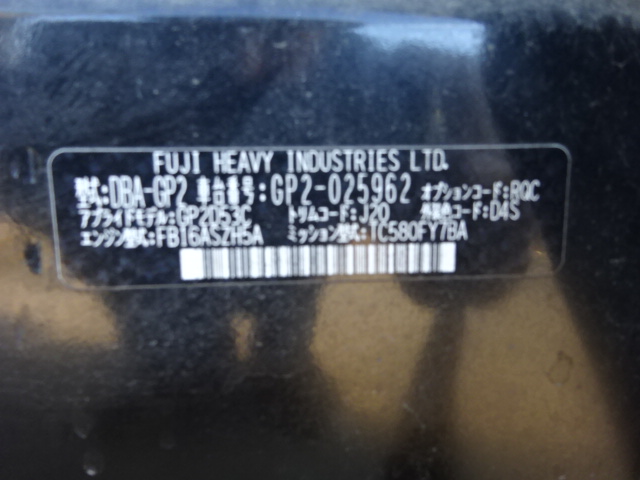 FUJI HEAVY INDUSTRIES LTD.
型式:DBA-GP2 車台番号:GP2-025962 オプションコード:BQC
アプライドモデル:GP2D53C トリムコード:J20 外装色コード:D4S
エンジン型式:FB16ASZH5A ミッション型式:TC580FY7BA